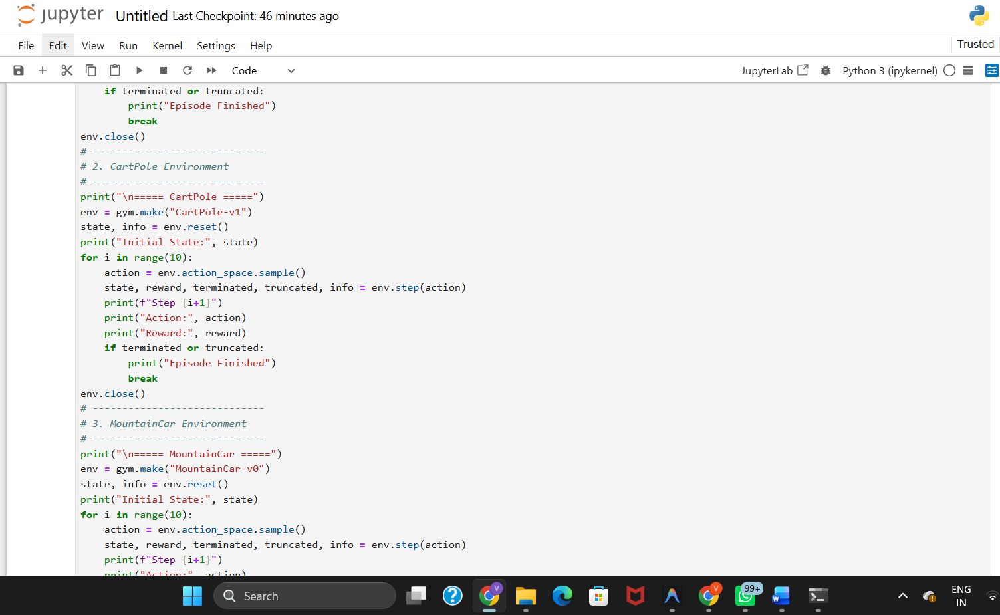 jupyter Untitled Last Checkpoint: 46 minutes ago
File Edit View Run Kernel Settings Help Trusted
Code JupyterLab Python 3 (ipykernel)
    if terminated or truncated:
        print("Episode Finished")
        break
env.close()
# -----------------------------
# 2. CartPole Environment
# -----------------------------
print("\n===== CartPole =====")
env = gym.make("CartPole-v1")
state, info = env.reset()
print("Initial State:", state)
for i in range(10):
    action = env.action_space.sample()
    state, reward, terminated, truncated, info = env.step(action)
    print(f"Step {i+1}")
    print("Action:", action)
    print("Reward:", reward)
    if terminated or truncated:
        print("Episode Finished")
        break
env.close()
# -----------------------------
# 3. MountainCar Environment
# -----------------------------
print("\n===== MountainCar =====")
env = gym.make("MountainCar-v0")
state, info = env.reset()
print("Initial State:", state)
for i in range(10):
    action = env.action_space.sample()
    state, reward, terminated, truncated, info = env.step(action)
    print(f"Step {i+1}")
    print("Action:", action)
Search V V 99+ W ENG
IN